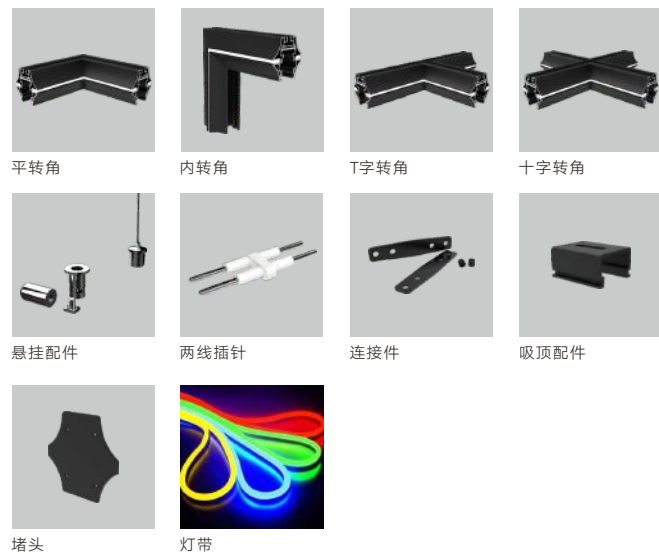 平转角
内转角
T字转角
十字转角
悬挂配件
两线插针
连接件
吸顶配件
堵头
灯带